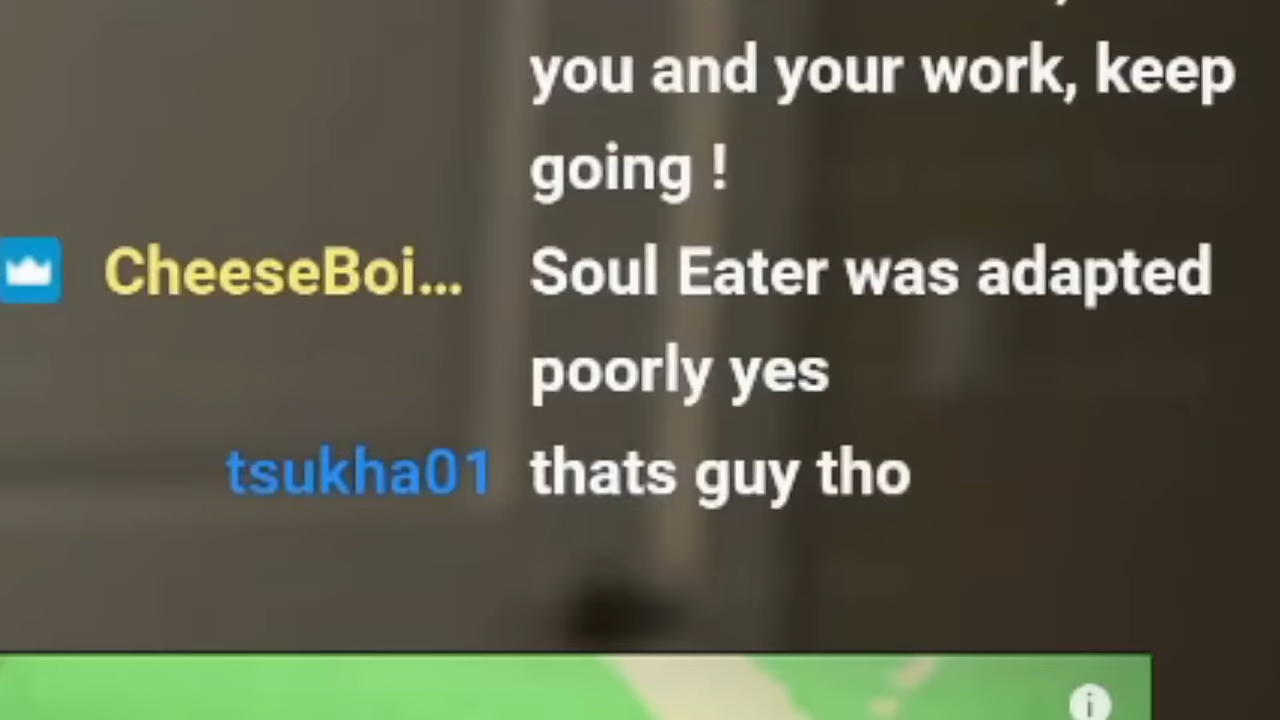 you and your work, keep
going !
CheeseBoi... Soul Eater was adapted
poorly yes
tsukha01 thats guy tho